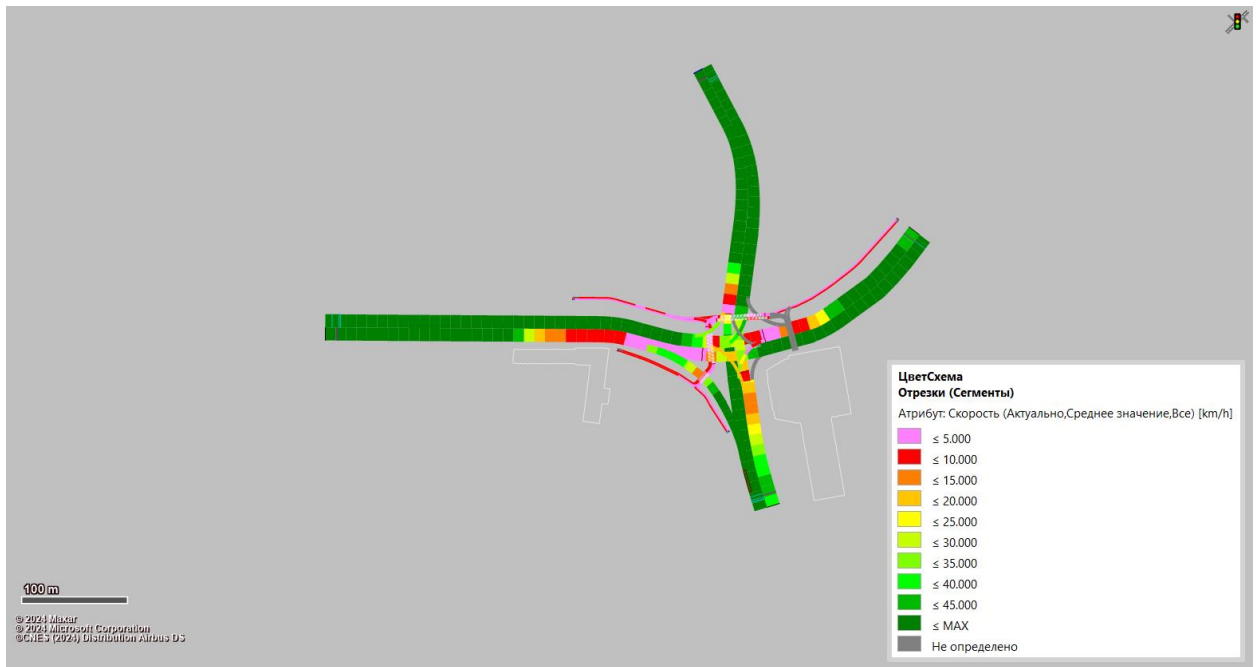 ЦветСхема
Отрезки (Сегменты)
Атрибут: Скорость (Актуально,Среднее значение,Все) [km/h]
≤ 5.000
≤ 10.000
≤ 15.000
≤ 20.000
≤ 25.000
≤ 30.000
≤ 35.000
≤ 40.000
≤ 45.000
≤ MAX
Не определено
100 m
© 2024 Maxar
© 2024 Microsoft Corporation
©CNES (2024) Distribution Airbus DS